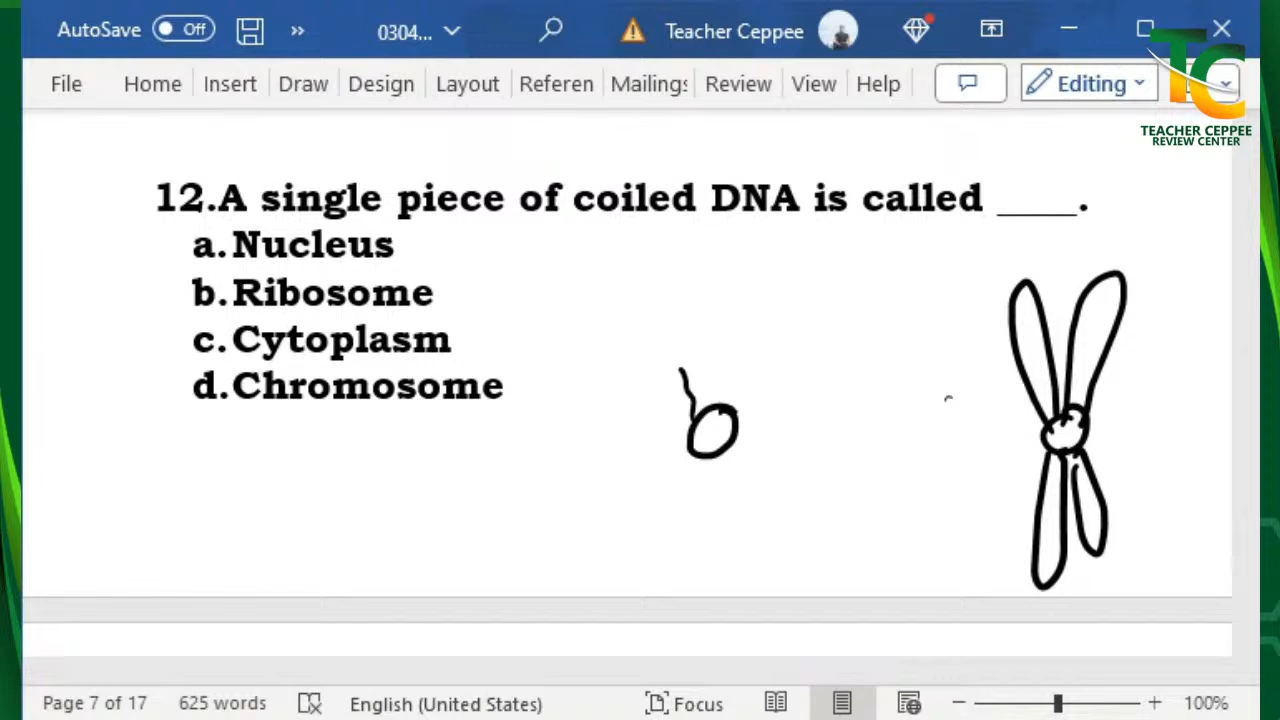 AutoSave Off » 0304... Teacher Ceppee
File Home Insert Draw Design Layout Referen Mailings Review View Help Editing
TC
TEACHER CEPPEE
REVIEW CENTER
12.A single piece of coiled DNA is called ____.
a.Nucleus
b.Ribosome
c.Cytoplasm
d.Chromosome
Page 7 of 17 625 words English (United States) Focus 100%